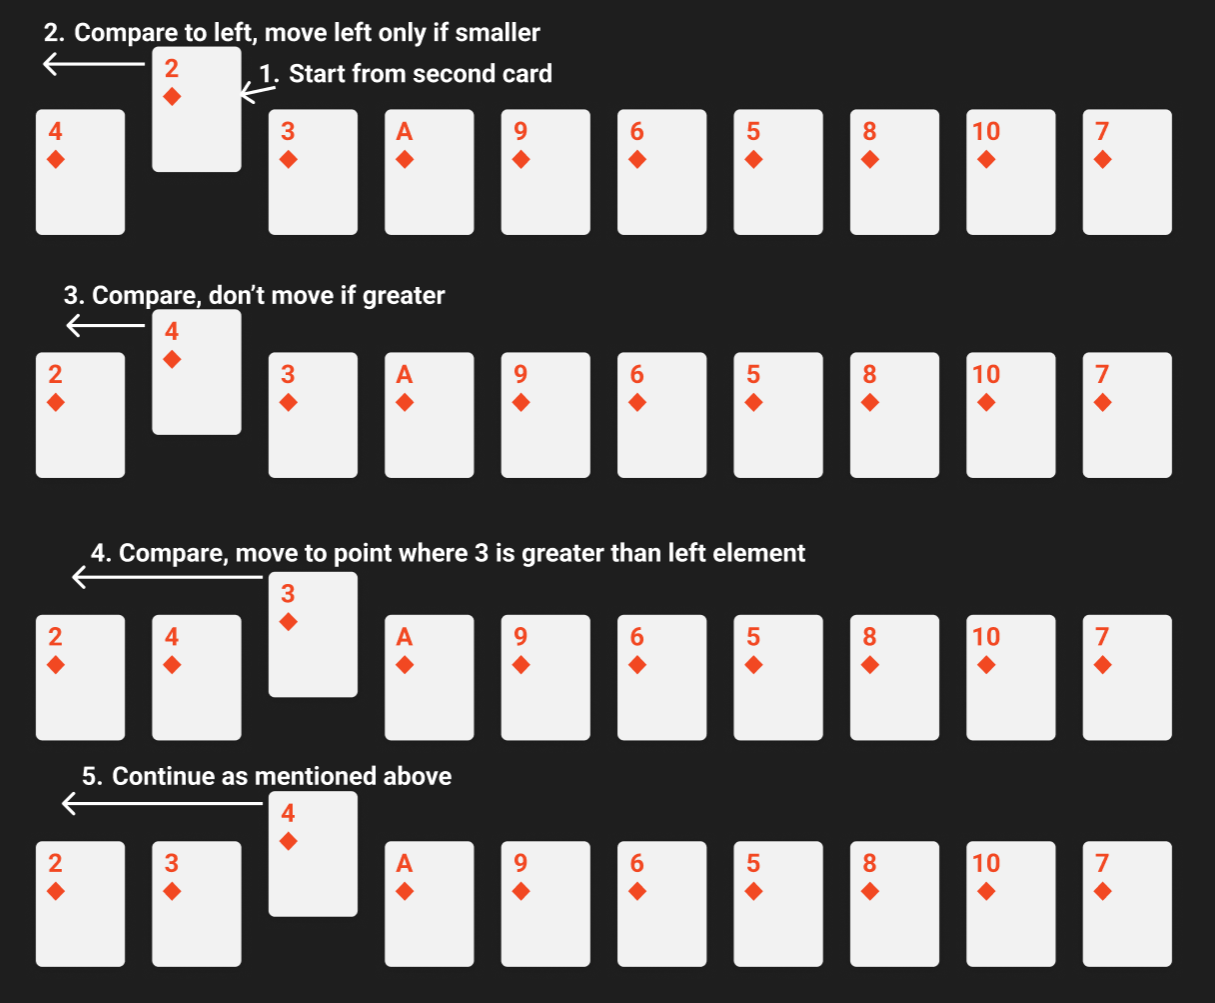 2. Compare to left, move left only if smaller
1. Start from second card
4 2 3 A 9 6 5 8 10 7
3. Compare, don’t move if greater
2 4 3 A 9 6 5 8 10 7
4. Compare, move to point where 3 is greater than left element
2 4 3 A 9 6 5 8 10 7
5. Continue as mentioned above
2 3 4 A 9 6 5 8 10 7